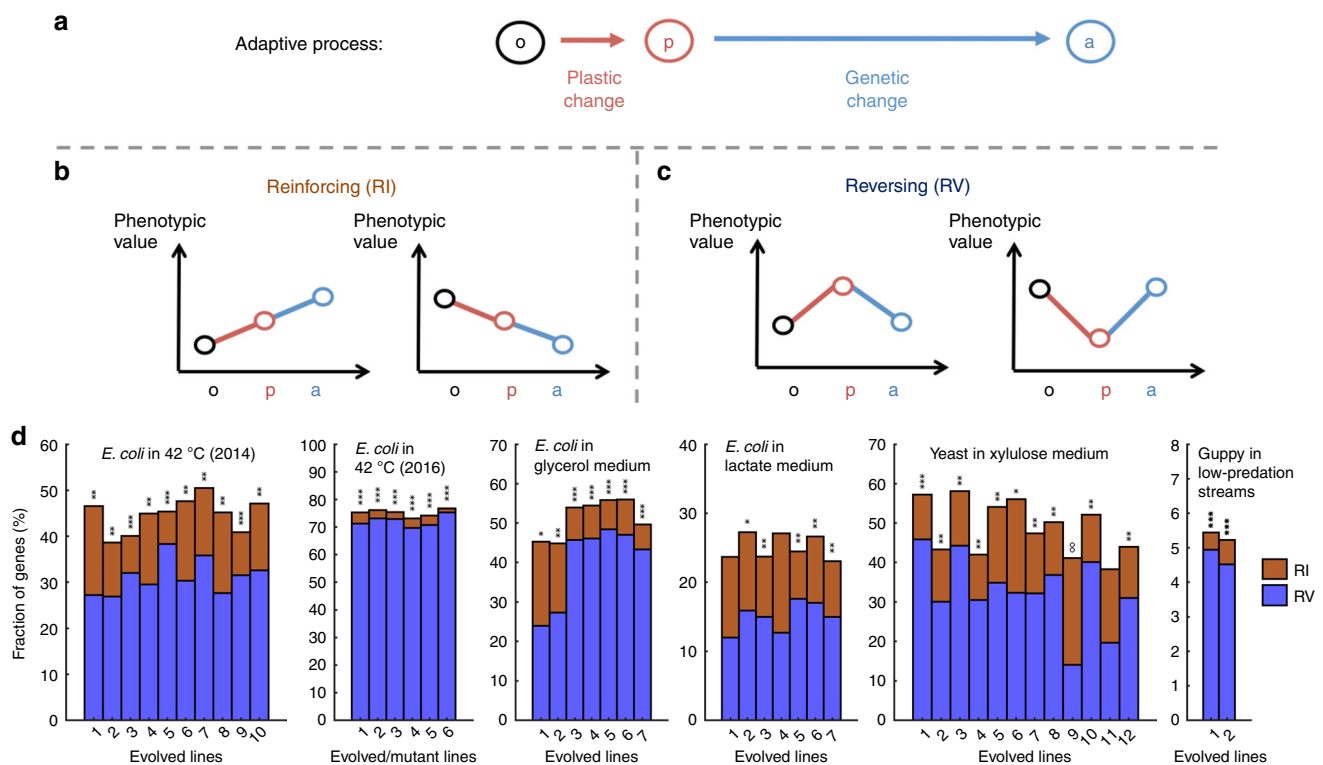 a
Adaptive process:
o
p
a
Plastic
change
Genetic
change
b
Reinforcing (RI)
Phenotypic
value
o p a
Phenotypic
value
o p a
c
Reversing (RV)
Phenotypic
value
o p a
Phenotypic
value
o p a
d
Fraction of genes (%)
60
50
40
30
20
10
0
E. coli in 42 °C (2014)
** ** *** ** *** ** ** ** *** **
1 2 3 4 5 6 7 8 9 10
Evolved lines
100
90
80
70
60
50
40
30
20
10
0
E. coli in
42 °C (2016)
*** *** *** *** *** ***
1 2 3 4 5 6
Evolved/mutant lines
70
60
50
40
30
20
10
0
E. coli in
glycerol medium
* ** *** *** *** *** ***
1 2 3 4 5 6 7
Evolved lines
40
30
20
10
0
E. coli in
lactate medium
* ** ** ** **
1 2 3 4 5 6 7
Evolved lines
70
60
50
40
30
20
10
0
Yeast in xylulose medium
*** ** ** ** ** * ** ** oo ** **
1 2 3 4 5 6 7 8 9 10 11 12
Evolved lines
8
7
6
5
4
3
2
1
0
Guppy in
low-predation
streams
*** ***
1 2
Evolved lines
RI
RV